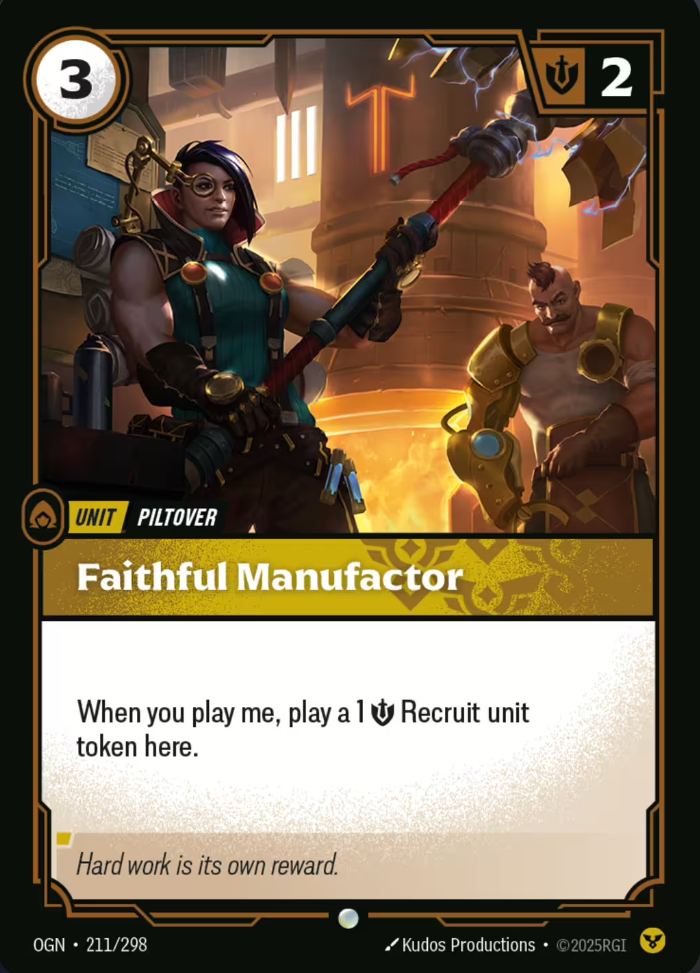 3
2
UNIT PILTOVER
Faithful Manufactor
When you play me, play a 1 Recruit unit
token here.
Hard work is its own reward.
OGN • 211/298
Kudos Productions • ©2025RGI